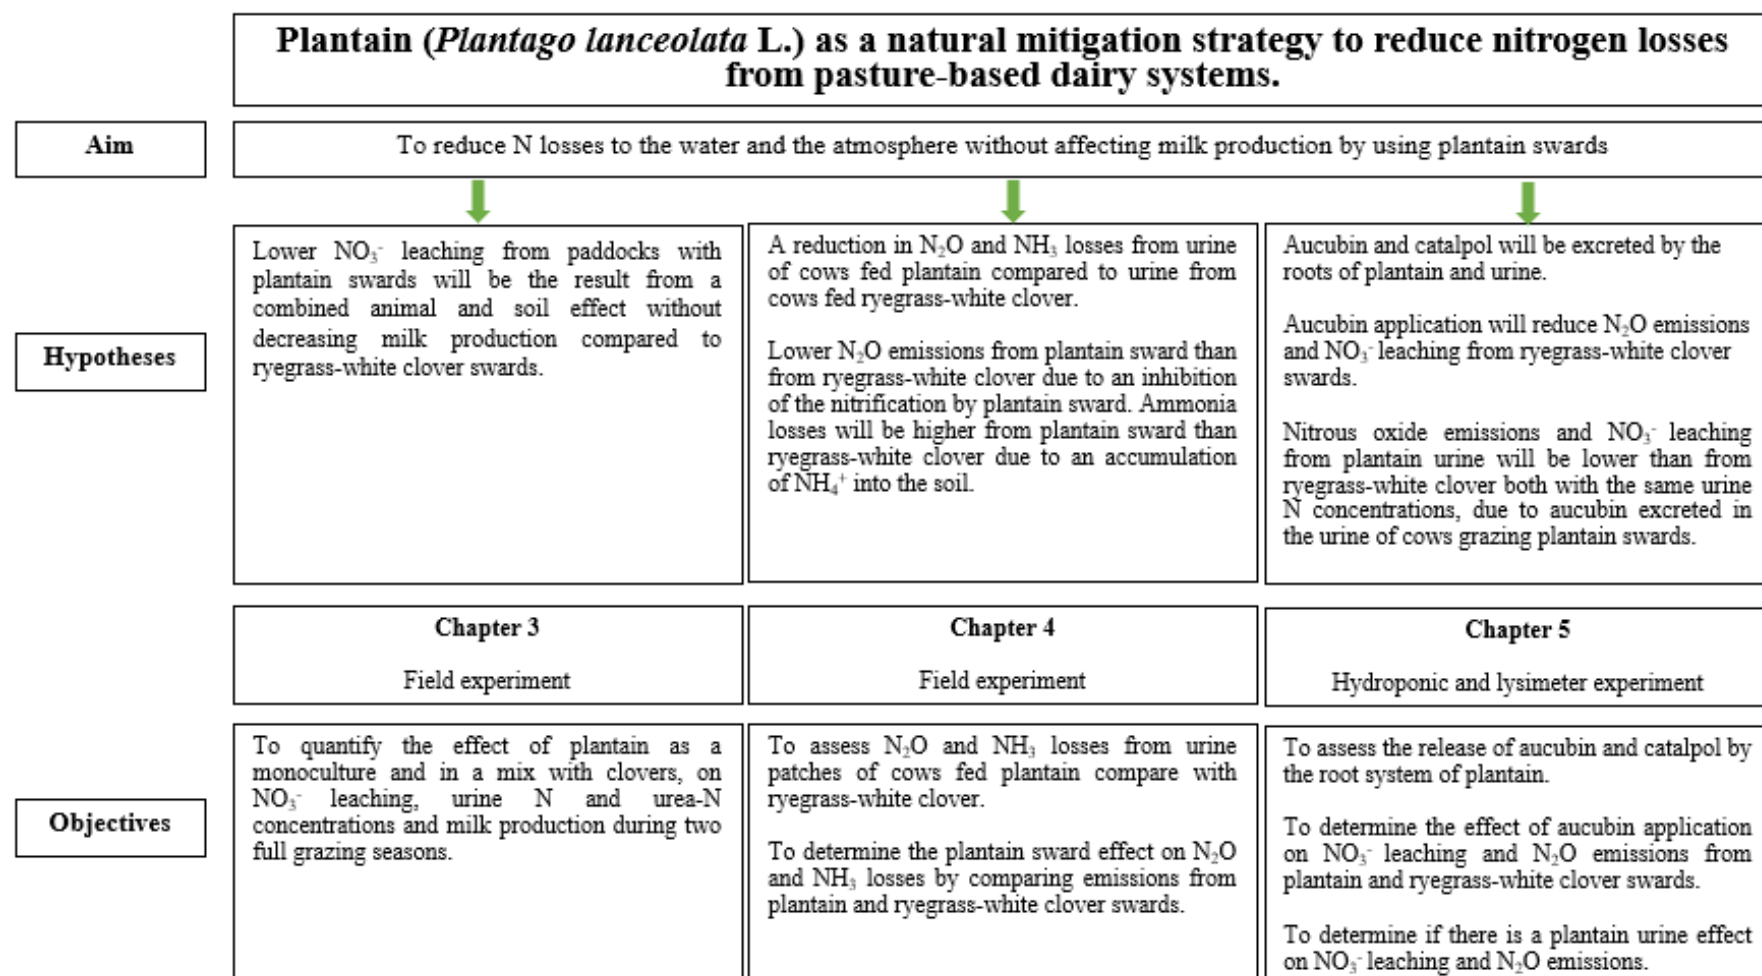 Plantain (Plantago lanceolata L.) as a natural mitigation strategy to reduce nitrogen losses
from pasture-based dairy systems.
Aim
To reduce N losses to the water and the atmosphere without affecting milk production by using plantain swards
Hypotheses
Lower NO₃⁻ leaching from paddocks with
plantain swards will be the result from a
combined animal and soil effect without
decreasing milk production compared to
ryegrass-white clover swards.
A reduction in N₂O and NH₃ losses from urine
of cows fed plantain compared to urine from
cows fed ryegrass-white clover.
Lower N₂O emissions from plantain sward than
from ryegrass-white clover due to an inhibition
of the nitrification by plantain sward. Ammonia
losses will be higher from plantain sward than
ryegrass-white clover due to an accumulation
of NH₄⁺ into the soil.
Aucubin and catalpol will be excreted by the
roots of plantain and urine.
Aucubin application will reduce N₂O emissions
and NO₃⁻ leaching from ryegrass-white clover
swards.
Nitrous oxide emissions and NO₃⁻ leaching
from plantain urine will be lower than from
ryegrass-white clover both with the same urine
N concentrations, due to aucubin excreted in
the urine of cows grazing plantain swards.
Chapter 3
Field experiment
Chapter 4
Field experiment
Chapter 5
Hydroponic and lysimeter experiment
Objectives
To quantify the effect of plantain as a
monoculture and in a mix with clovers, on
NO₃⁻ leaching, urine N and urea-N
concentrations and milk production during two
full grazing seasons.
To assess N₂O and NH₃ losses from urine
patches of cows fed plantain compare with
ryegrass-white clover.
To determine the plantain sward effect on N₂O
and NH₃ losses by comparing emissions from
plantain and ryegrass-white clover swards.
To assess the release of aucubin and catalpol by
the root system of plantain.
To determine the effect of aucubin application
on NO₃⁻ leaching and N₂O emissions from
plantain and ryegrass-white clover swards.
To determine if there is a plantain urine effect
on NO₃⁻ leaching and N₂O emissions.